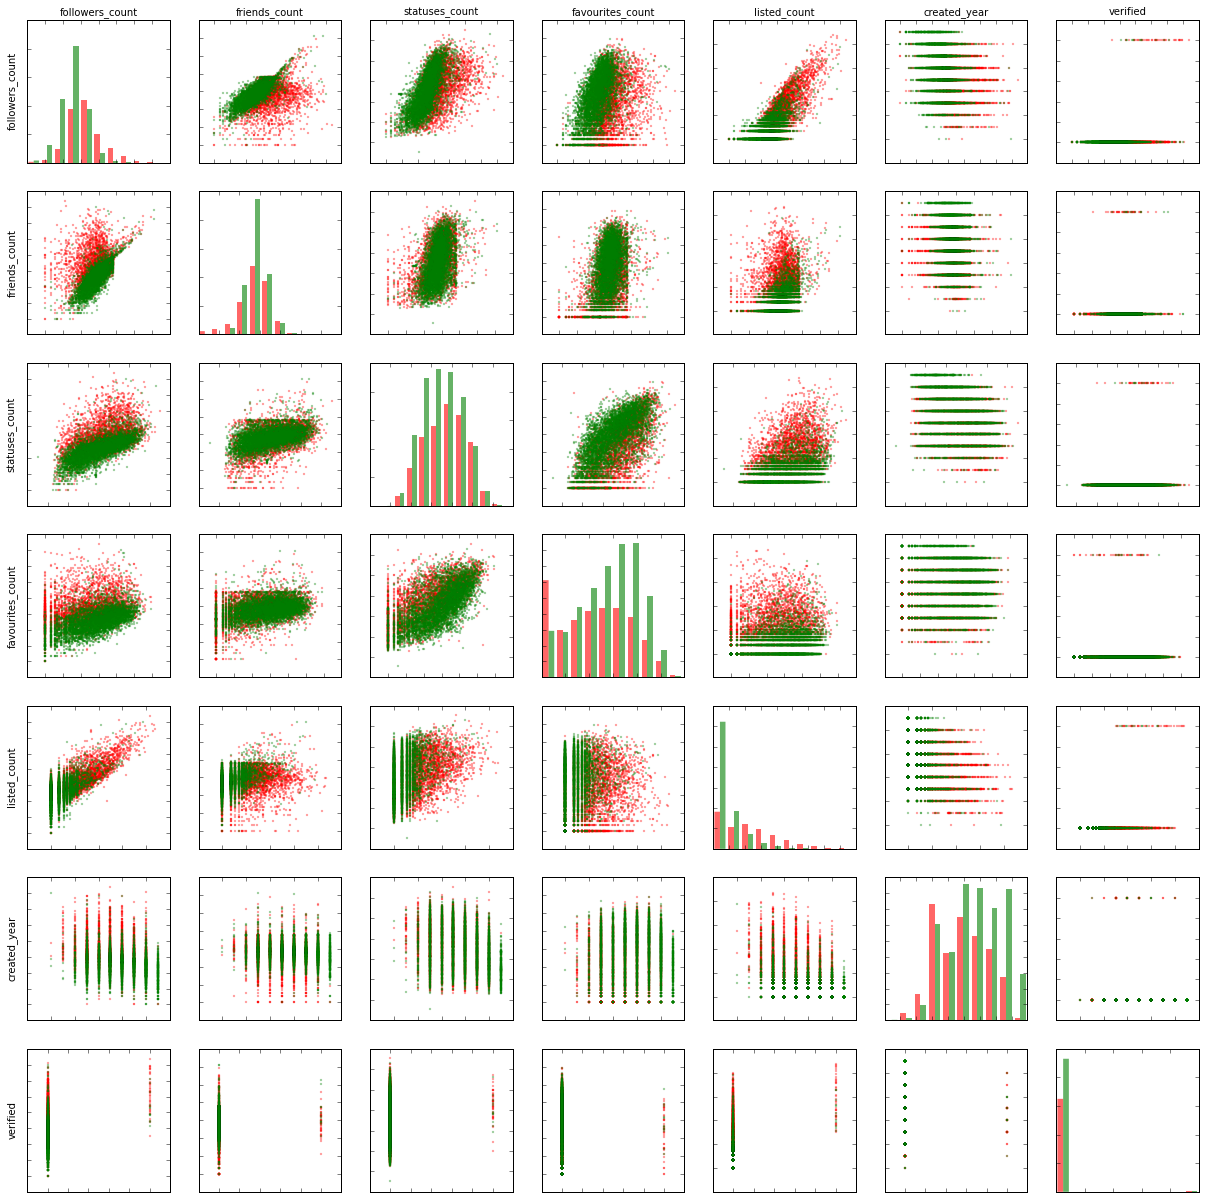 followers_count friends_count statuses_count favourites_count listed_count created_year verified
followers_count
friends_count
statuses_count
favourites_count
listed_count
created_year
verified